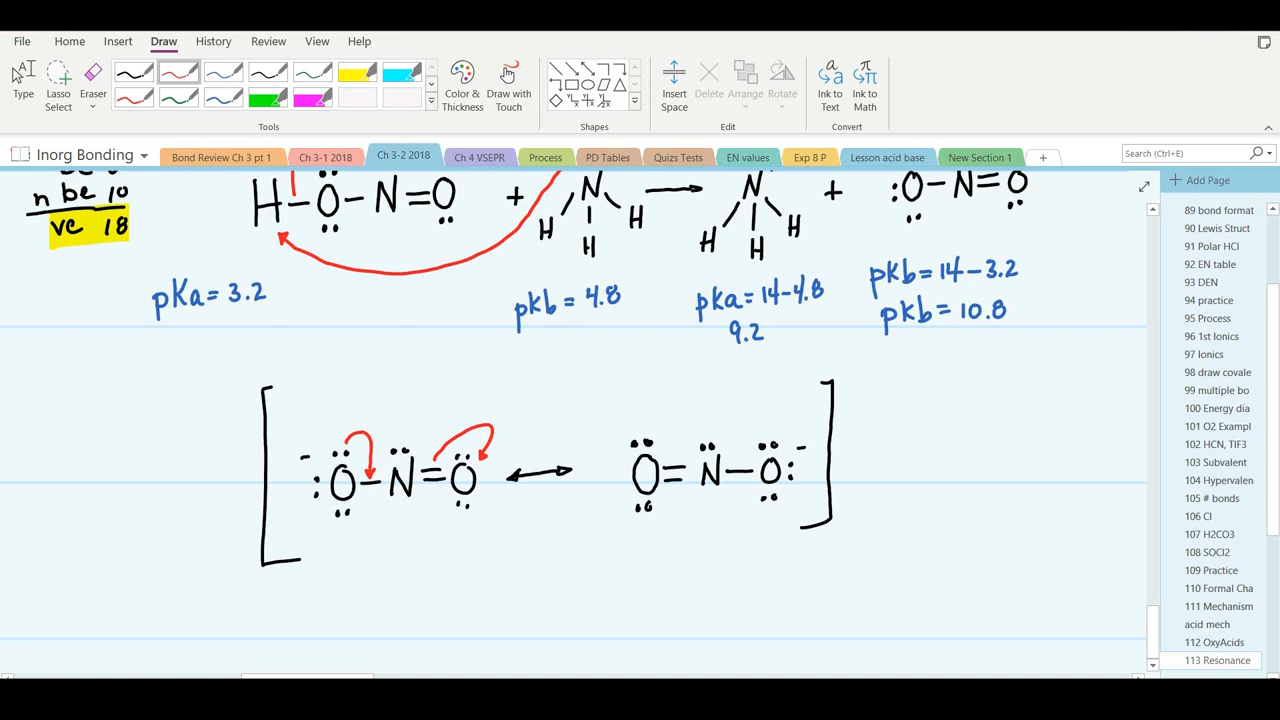 File Home Insert Draw History Review View Help
Type Lasso Select Eraser Color & Thickness Draw with Touch Insert Space Delete Arrange Rotate Ink to Text Ink to Math
Tools Shapes Edit Convert
Inorg Bonding Bond Review Ch 3 pt 1 Ch 3-1 2018 Ch 3-2 2018 Ch 4 VSEPR Process PD Tables Quizs Tests EN values Exp 8 P Lesson acid base New Section 1 + Search (Ctrl+E)
+ Add Page
89 bond format
90 Lewis Struct
91 Polar HCl
92 EN table
93 DEN
94 practice
95 Process
96 1st Ionics
97 Ionics
98 draw covale
99 multiple bo
100 Energy dia
101 O2 Exampl
102 HCN, TIF3
103 Subvalent
104 Hypervalen
105 # bonds
106 CI
107 H2CO3
108 SOCl2
109 Practice
110 Formal Cha
111 Mechanism
acid mech
112 OxyAcids
113 Resonance
n be 10
ve 18
H-O-N=O + N H H H → N H H H + :O-N=O
pKa = 3.2
pKb = 4.8
pKa = 14-4.8
9.2
pKb = 14-3.2
pKb = 10.8
[ - :O-N=O ↔ O=N-O: - ]